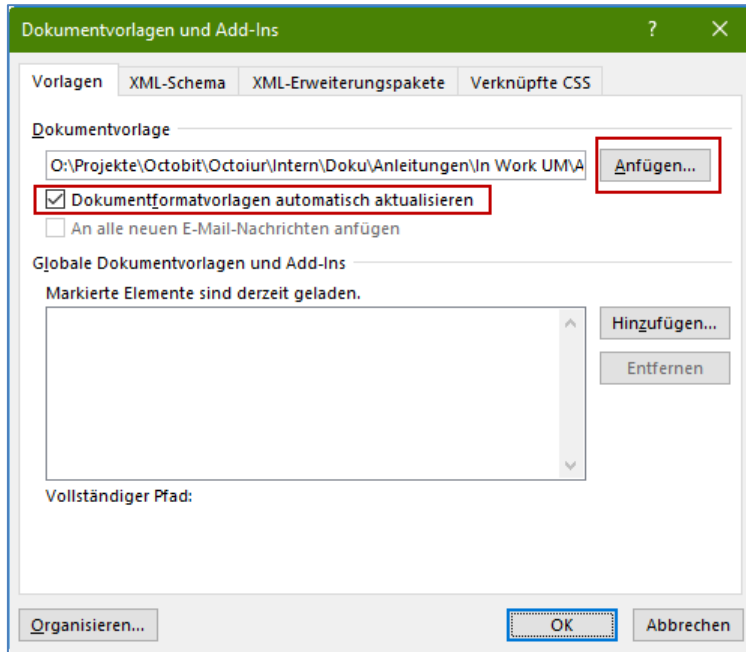 Dokumentvorlagen und Add-Ins ? ×
Vorlagen XML-Schema XML-Erweiterungspakete Verknüpfte CSS
Dokumentvorlage
O:\Projekte\Octobit\Octoiur\Intern\Doku\Anleitungen\In Work UM\A Anfügen...
Dokumentformatvorlagen automatisch aktualisieren
An alle neuen E-Mail-Nachrichten anfügen
Globale Dokumentvorlagen und Add-Ins
Markierte Elemente sind derzeit geladen.
Hinzufügen...
Entfernen
Vollständiger Pfad:
Organisieren... OK Abbrechen